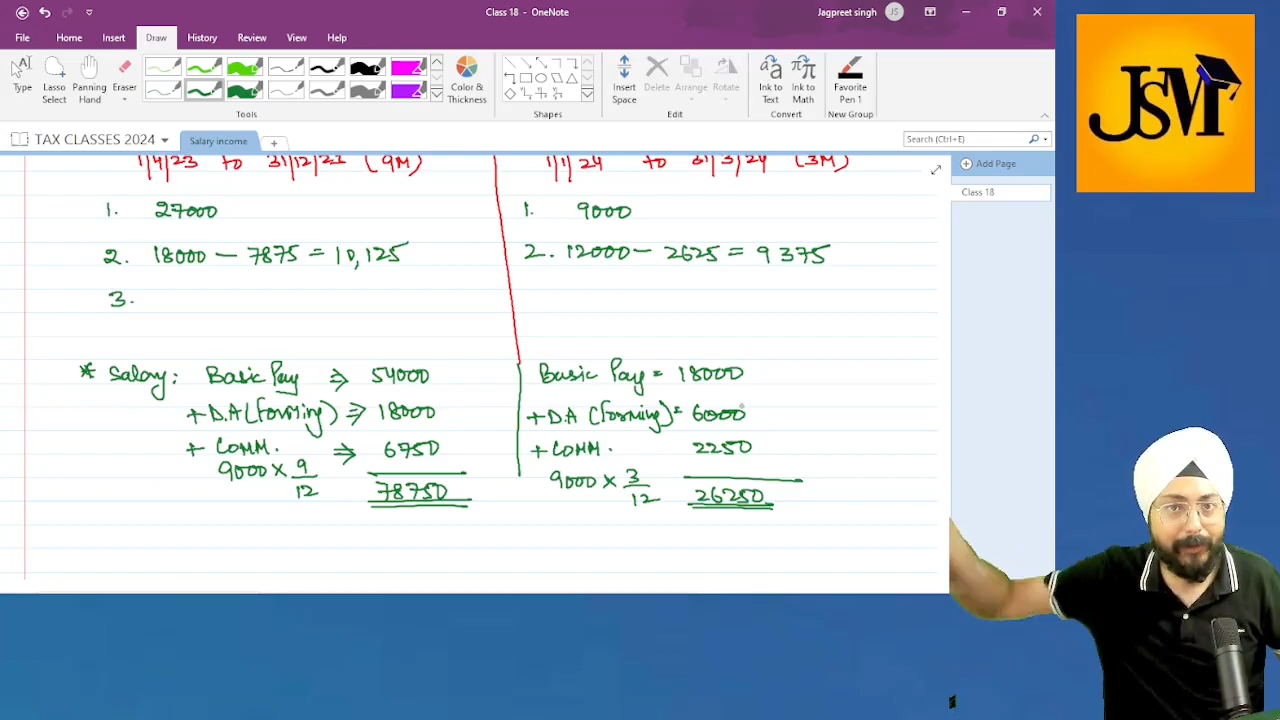 Class 18 - OneNote
Jagpreet singh JS
File Home Insert Draw History Review View Help
Type
Lasso Select
Panning Hand
Eraser
Color & Thickness
Insert Space
Delete
Arrange
Rotate
Ink to Text
Ink to Math
Favorite Pen 1
Tools
Shapes
Edit
Convert
New Group
TAX CLASSES 2024
Salary income
Search (Ctrl+E)
Add Page
Class 18
JSM
1/4/23 to 31/12/23 (9M)
1. 27000
2. 18000 - 7875 = 10,125
3.
1/1/24 to 31/3/24 (3M)
1. 9000
2. 12000 - 2625 = 9375
* Salary: Basic Pay ⇒ 54000
+ D.A (Forming) ⇒ 18000
+ COMM. ⇒ 6750
9000 × 9/12
78750
Basic Pay = 18000
+ D.A (Forming) = 6000
+ COMM. 2250
9000 × 3/12
26250